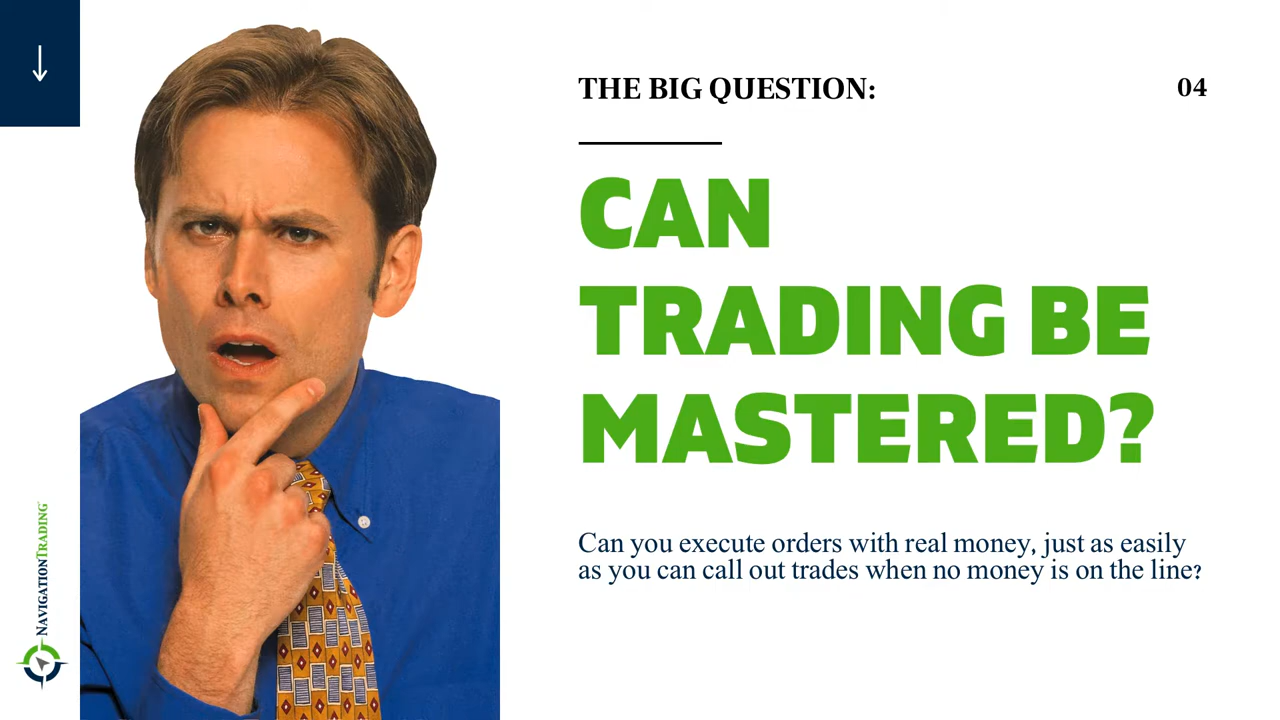 THE BIG QUESTION:
04
CAN
TRADING BE
MASTERED?
Can you execute orders with real money, just as easily
as you can call out trades when no money is on the line?
NAVIGATIONTRADING